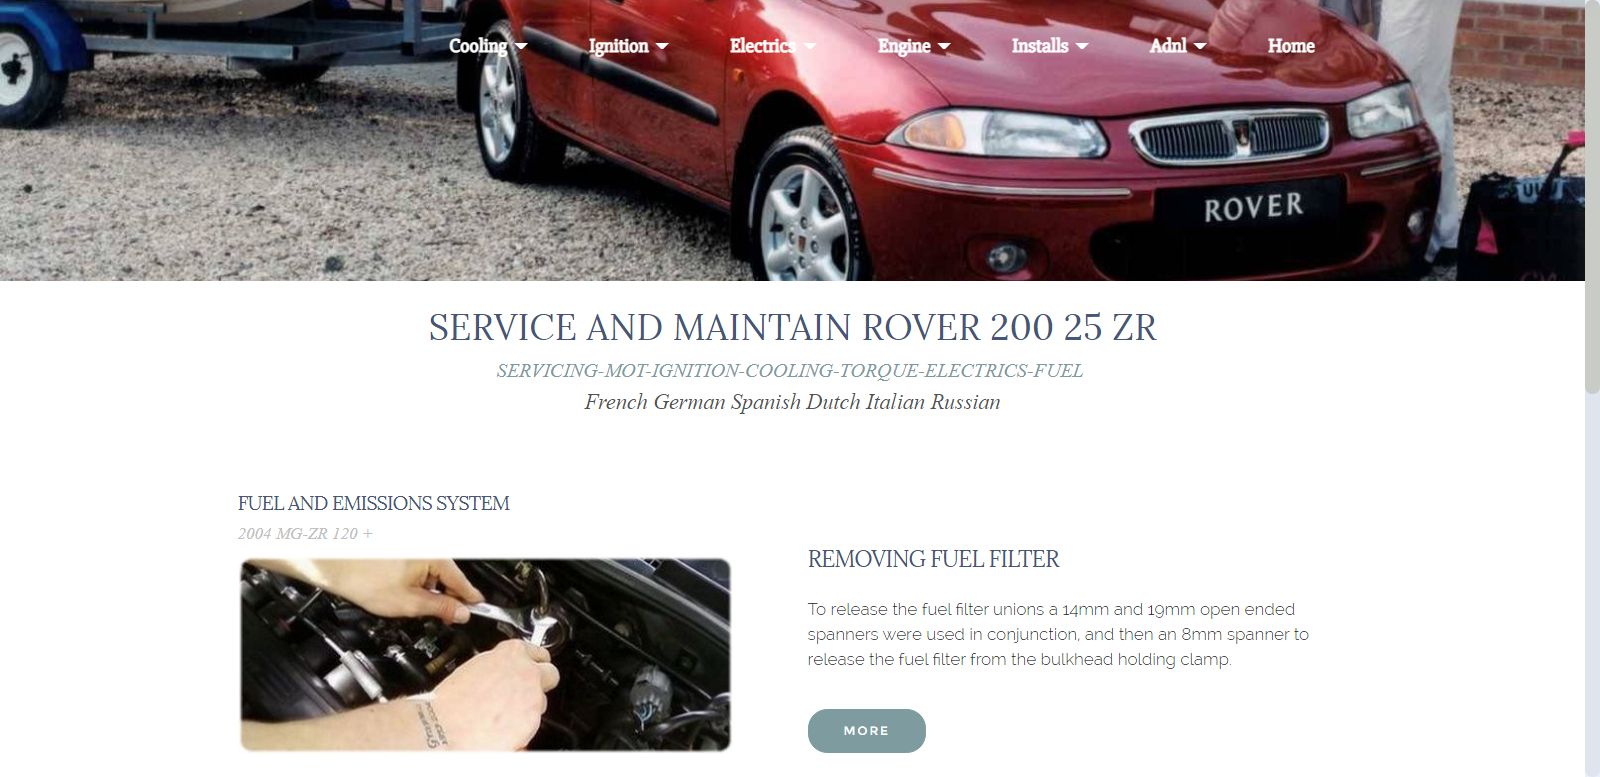 Cooling Ignition Electrics Engine Installs Adnl Home
ROVER
SERVICE AND MAINTAIN ROVER 200 25 ZR
SERVICING-MOT-IGNITION-COOLING-TORQUE-ELECTRICS-FUEL
French German Spanish Dutch Italian Russian
FUEL AND EMISSIONS SYSTEM
2004 MG-ZR 120 +
REMOVING FUEL FILTER
To release the fuel filter unions a 14mm and 19mm open ended
spanners were used in conjunction, and then an 8mm spanner to
release the fuel filter from the bulkhead holding clamp.
MORE